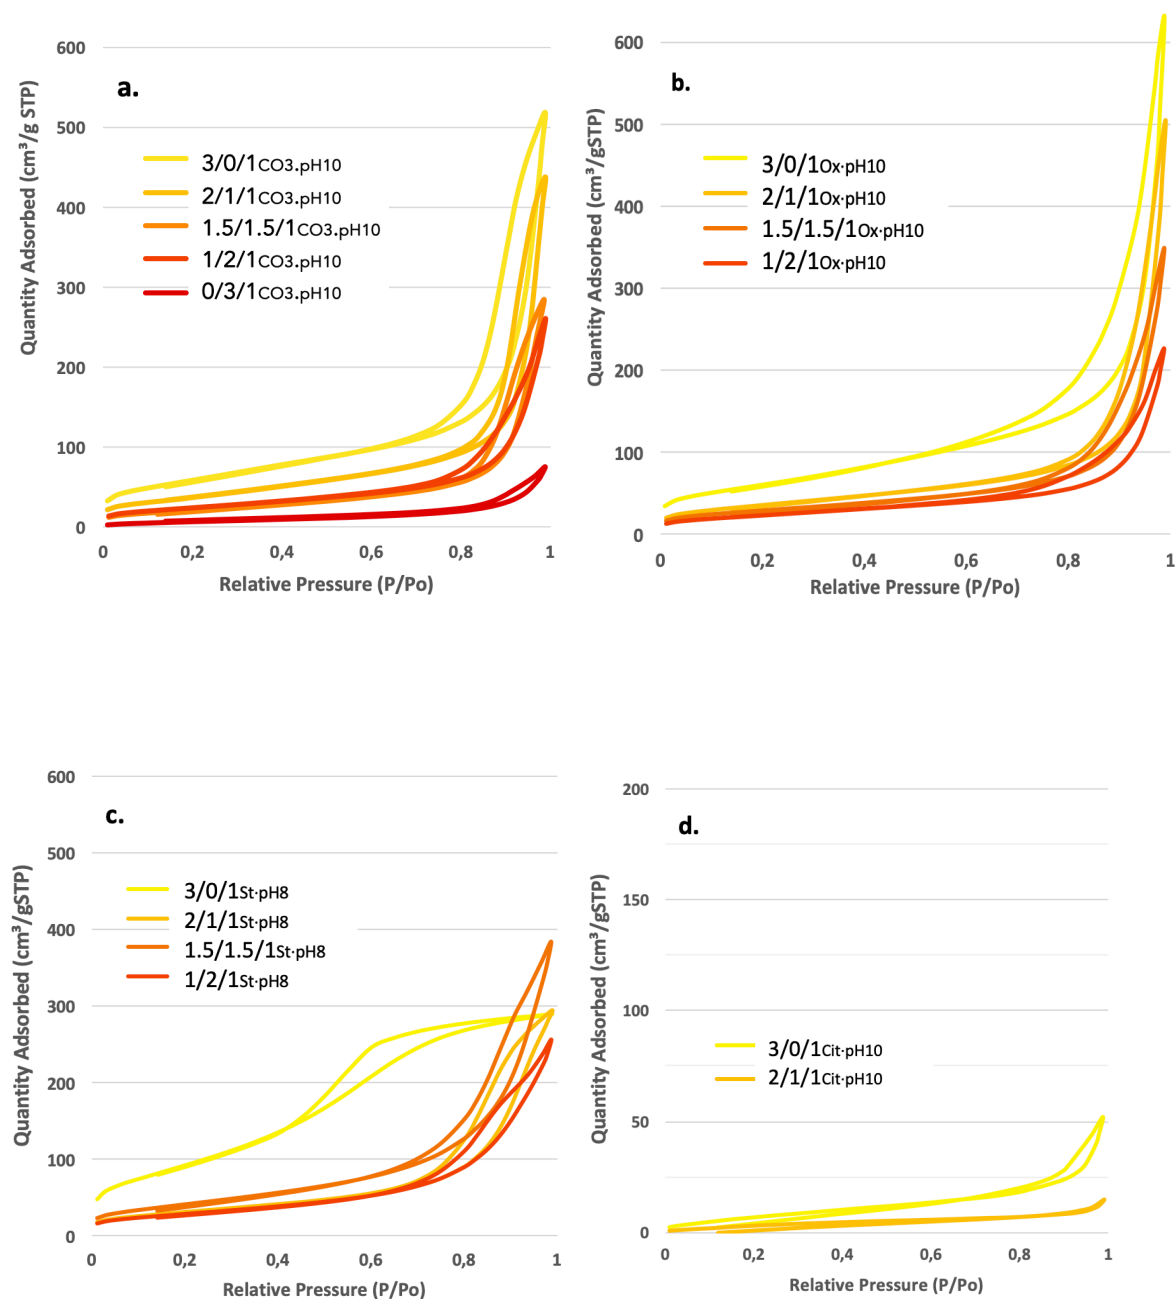 a.
Quantity Adsorbed (cm³/g STP)
600
500
400
300
200
100
0
3/0/1CO3.pH10
2/1/1CO3.pH10
1.5/1.5/1CO3.pH10
1/2/1CO3.pH10
0/3/1CO3.pH10
0 0,2 0,4 0,6 0,8 1
Relative Pressure (P/Po)
b.
Quantity Adsorbed (cm³/gSTP)
600
500
400
300
200
100
0
3/0/1Ox·pH10
2/1/1Ox·pH10
1.5/1.5/1Ox·pH10
1/2/1Ox·pH10
0 0,2 0,4 0,6 0,8 1
Relative Pressure (P/Po)
c.
Quantity Adsorbed (cm³/gSTP)
600
500
400
300
200
100
0
3/0/1St·pH8
2/1/1St·pH8
1.5/1.5/1St·pH8
1/2/1St·pH8
0 0,2 0,4 0,6 0,8 1
Relative Pressure (P/Po)
d.
Quantity Adsorbed (cm³/gSTP)
200
150
100
50
0
3/0/1Cit·pH10
2/1/1Cit·pH10
0 0,2 0,4 0,6 0,8 1
Relative Pressure (P/Po)